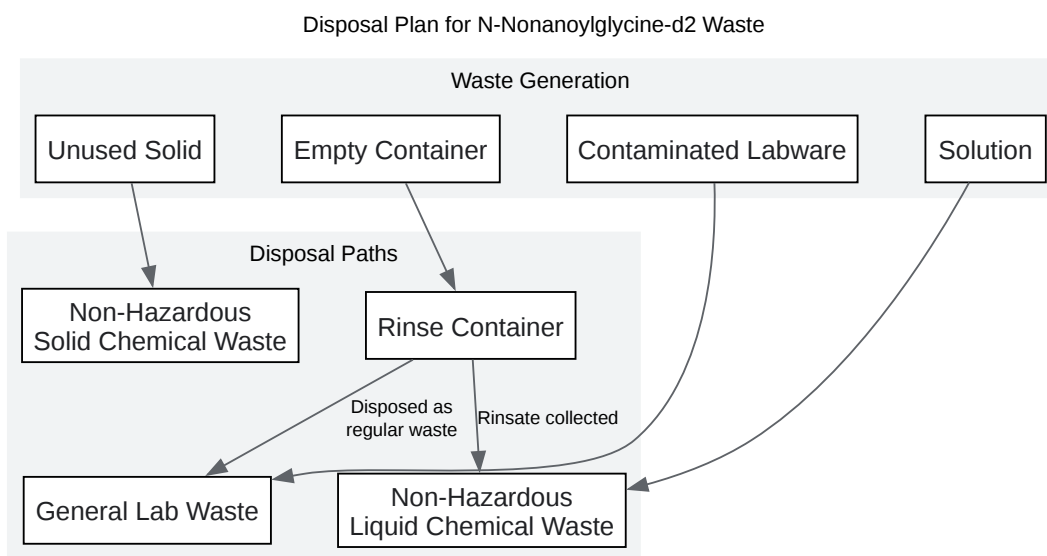 Disposal Plan for N-Nonanoylglycine-d2 Waste
Waste Generation
Unused Solid
Empty Container
Contaminated Labware
Solution
Disposal Paths
Non-Hazardous
Solid Chemical Waste
Rinse Container
Disposed as
regular waste
Rinsate collected
General Lab Waste
Non-Hazardous
Liquid Chemical Waste